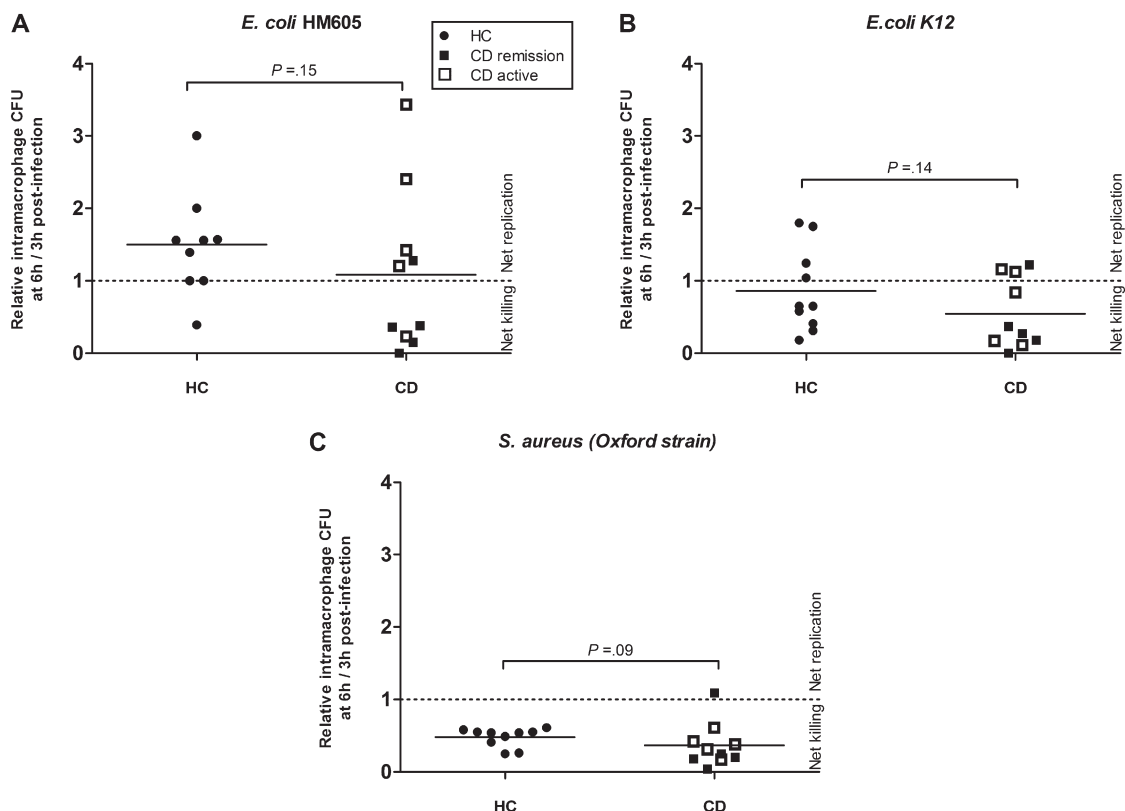 A
E. coli HM605
HC
CD remission
CD active
P =.15
Relative intramacrophage CFU
at 6h / 3h post-infection
4
3
2
1
0
Net replication
Net killing
HC
CD
B
E.coli K12
P =.14
Relative intramacrophage CFU
at 6h / 3h post-infection
4
3
2
1
0
Net replication
Net killing
HC
CD
C
S. aureus (Oxford strain)
P =.09
Relative intramacrophage CFU
at 6h / 3h post-infection
4
3
2
1
0
Net replication
Net killing
HC
CD